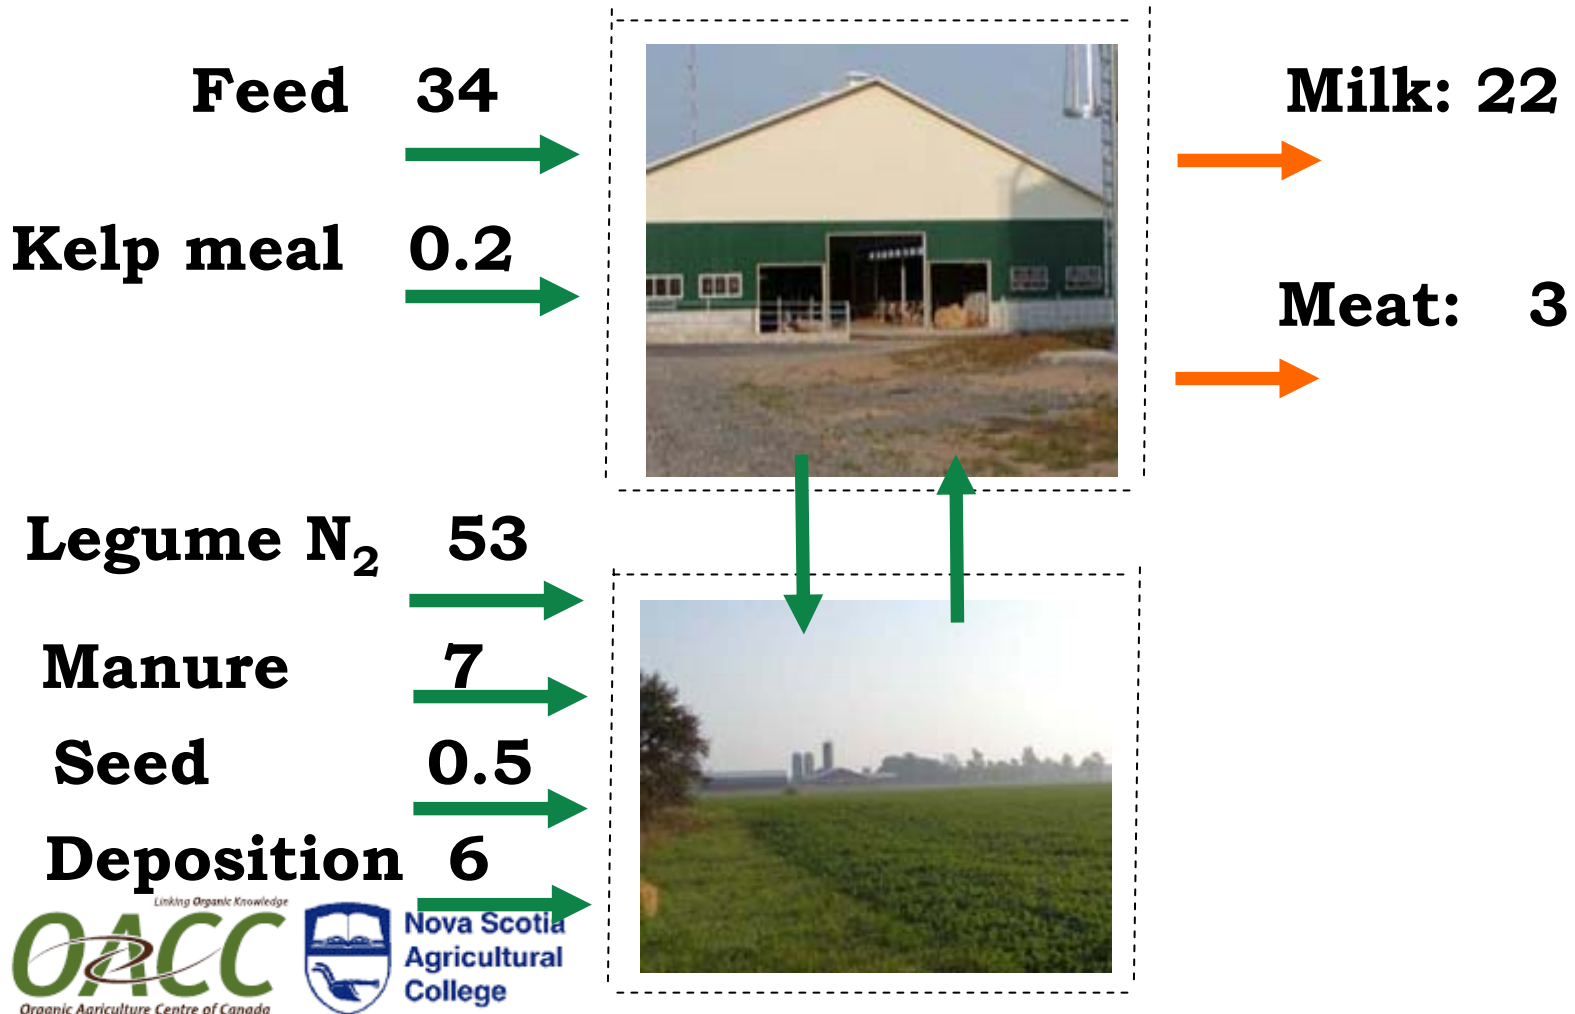 Feed 34
Milk: 22
Kelp meal 0.2
Meat: 3
Legume N₂ 53
Manure 7
Seed 0.5
Deposition 6
Linking Organic Knowledge
OACC
Organic Agriculture Centre of Canada
Nova Scotia
Agricultural
College